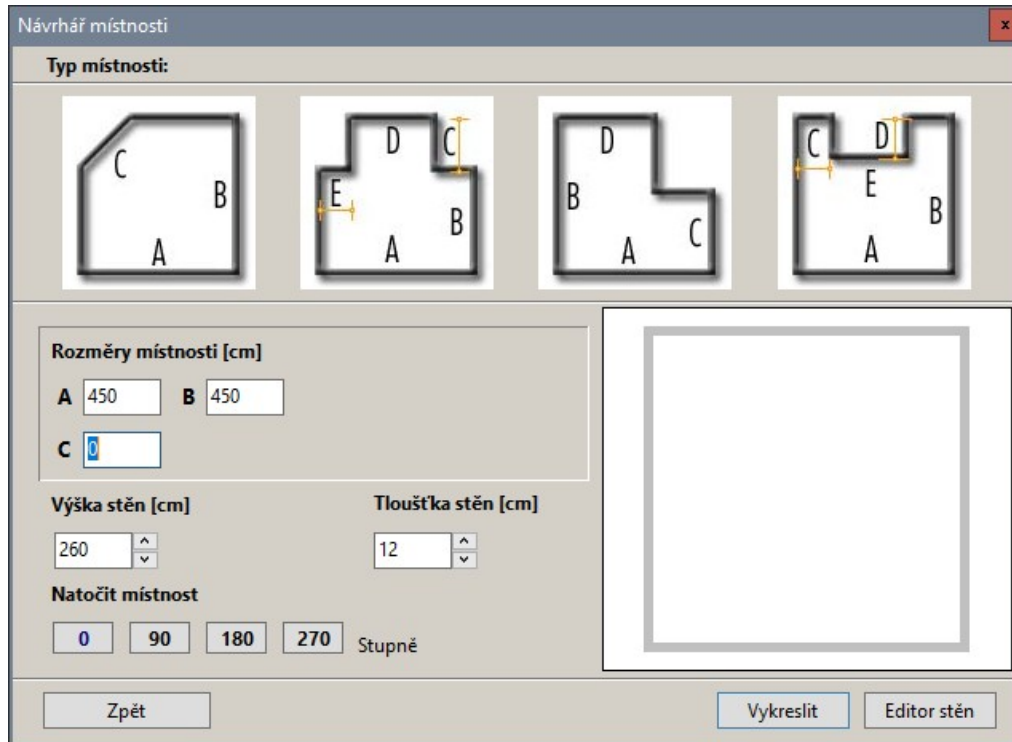 Návrhář místnosti x
Typ místnosti:
C B A
D C E B A
D B C A
C D E B A
Rozměry místnosti [cm]
A 450 B 450
C 0
Výška stěn [cm] Tloušťka stěn [cm]
260 12
Natočit místnost
0 90 180 270 Stupně
Zpět Vykreslit Editor stěn